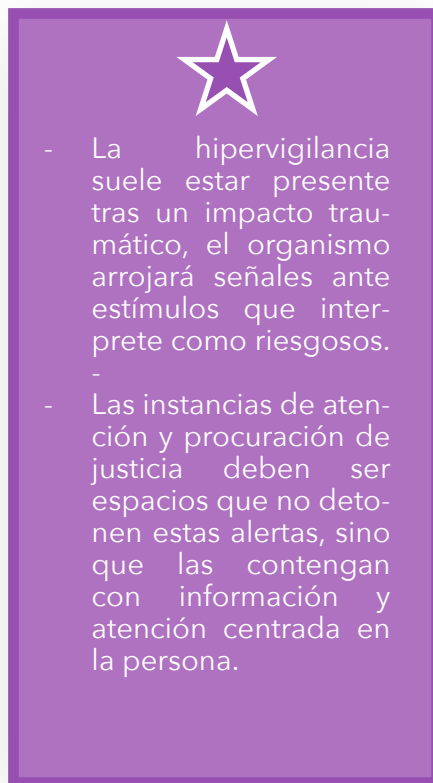 - La hipervigilancia
suele estar presente
tras un impacto trau-
mático, el organismo
arrojará señales ante
estímulos que inter-
prete como riesgosos.
-
- Las instancias de aten-
ción y procuración de
justicia deben ser
espacios que no deto-
nen estas alertas, sino
que las contengan
con información y
atención centrada en
la persona.